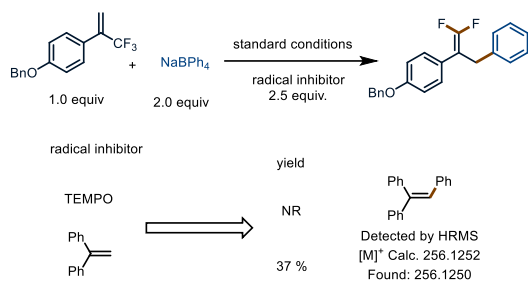 CF3
BnO
1.0 equiv
+
NaBPh4
2.0 equiv
standard conditions
radical inhibitor
2.5 equiv.
F F
BnO
radical inhibitor
yield
TEMPO
NR
Ph
Ph
37 %
Ph Ph
Ph
Detected by HRMS
[M]+ Calc. 256.1252
Found: 256.1250